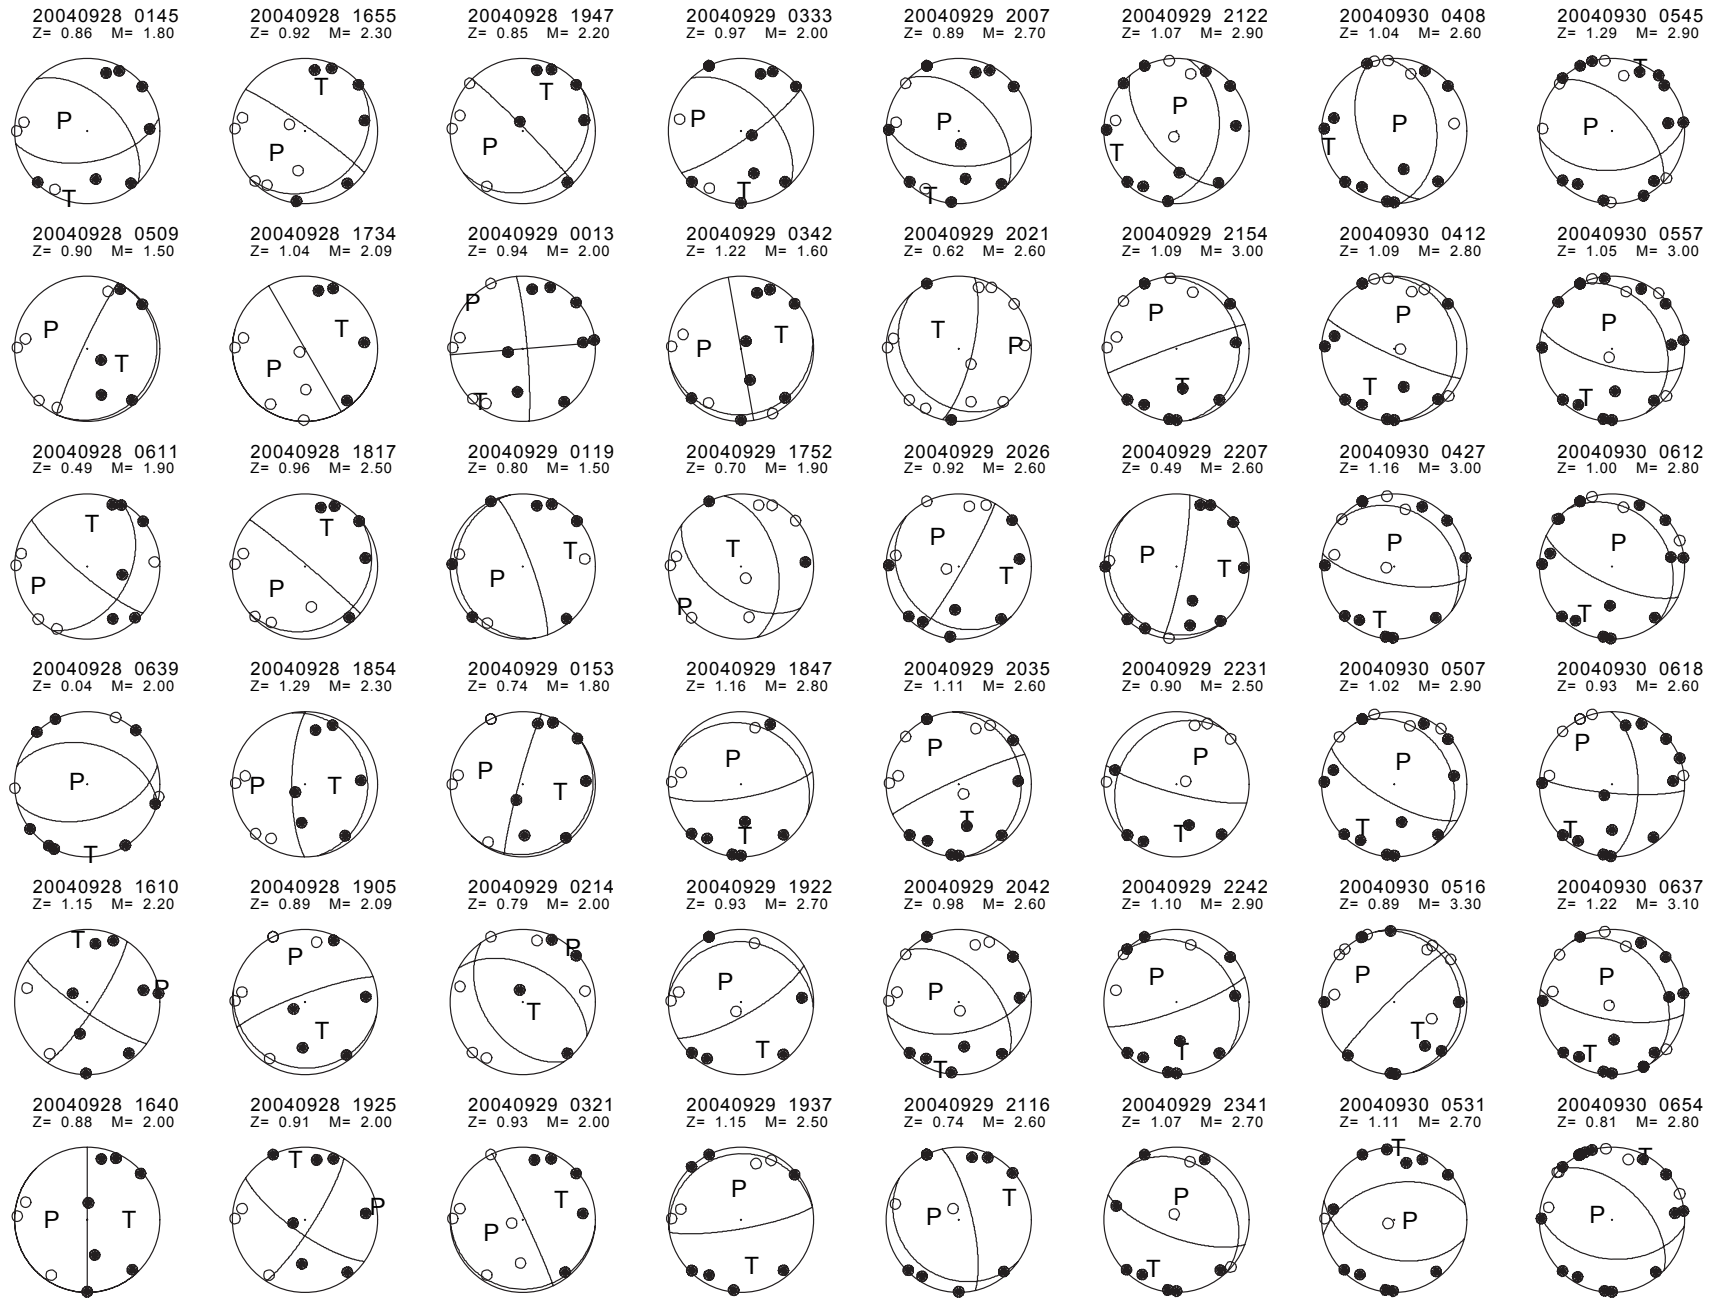 20040928 0145 20040928 1655 20040928 1947 20040929 0333 20040929 2007 20040929 2122 20040930 0408 20040930 0545
Z= 0.86 M= 1.80 Z= 0.92 M= 2.30 Z= 0.85 M= 2.20 Z= 0.97 M= 2.00 Z= 0.89 M= 2.70 Z= 1.07 M= 2.90 Z= 1.04 M= 2.60 Z= 1.29 M= 2.90
P T P T P T P T P T P T P T P T
20040928 0509 20040928 1734 20040929 0013 20040929 0342 20040929 2021 20040929 2154 20040930 0412 20040930 0557
Z= 0.90 M= 1.50 Z= 1.04 M= 2.09 Z= 0.94 M= 2.00 Z= 1.22 M= 1.60 Z= 0.62 M= 2.60 Z= 1.09 M= 3.00 Z= 1.09 M= 2.80 Z= 1.05 M= 3.00
P T P T P T P T T P P T P T P T
20040928 0611 20040928 1817 20040929 0119 20040929 1752 20040929 2026 20040929 2207 20040930 0427 20040930 0612
Z= 0.49 M= 1.90 Z= 0.96 M= 2.50 Z= 0.80 M= 1.50 Z= 0.70 M= 1.90 Z= 0.92 M= 2.60 Z= 0.49 M= 2.60 Z= 1.16 M= 3.00 Z= 1.00 M= 2.80
P T P T P T P T P T P T P T P T
20040928 0639 20040928 1854 20040929 0153 20040929 1847 20040929 2035 20040929 2231 20040930 0507 20040930 0618
Z= 0.04 M= 2.00 Z= 1.29 M= 2.30 Z= 0.74 M= 1.80 Z= 1.16 M= 2.80 Z= 1.11 M= 2.60 Z= 0.90 M= 2.50 Z= 1.02 M= 2.90 Z= 0.93 M= 2.60
P T P T P T P T P T P T P T P T
20040928 1610 20040928 1905 20040929 0214 20040929 1922 20040929 2042 20040929 2242 20040930 0516 20040930 0637
Z= 1.15 M= 2.20 Z= 0.89 M= 2.09 Z= 0.79 M= 2.00 Z= 0.93 M= 2.70 Z= 0.98 M= 2.60 Z= 1.10 M= 2.90 Z= 0.89 M= 3.30 Z= 1.22 M= 3.10
T P P T T P P T P T P T P T P T
20040928 1640 20040928 1925 20040929 0321 20040929 1937 20040929 2116 20040929 2341 20040930 0531 20040930 0654
Z= 0.88 M= 2.00 Z= 0.91 M= 2.00 Z= 0.93 M= 2.00 Z= 1.15 M= 2.50 Z= 0.74 M= 2.60 Z= 1.07 M= 2.70 Z= 1.11 M= 2.70 Z= 0.81 M= 2.80
P T T P P T P T P T P T T P P T